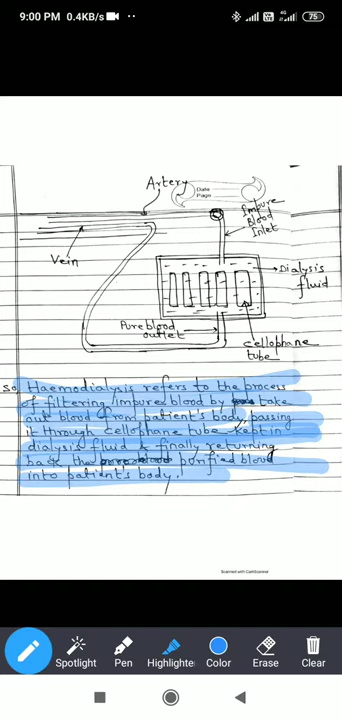 9:00 PM 0.4KB/s
4G
75
Artery
Date
Page
Impure
Blood
Inlet
Vein
Dialysis
fluid
Pure blood
outlet
cellophane
tube
So, Haemodialysis refers to the process
of filtering impure blood by take
out blood from patient's body, passing
it through cellophane tube kept in
dialysis fluid & finally returning
back the purified blood
into patient's body.
Scanned with CamScanner
Spotlight
Pen
Highlighte
Color
Erase
Clear